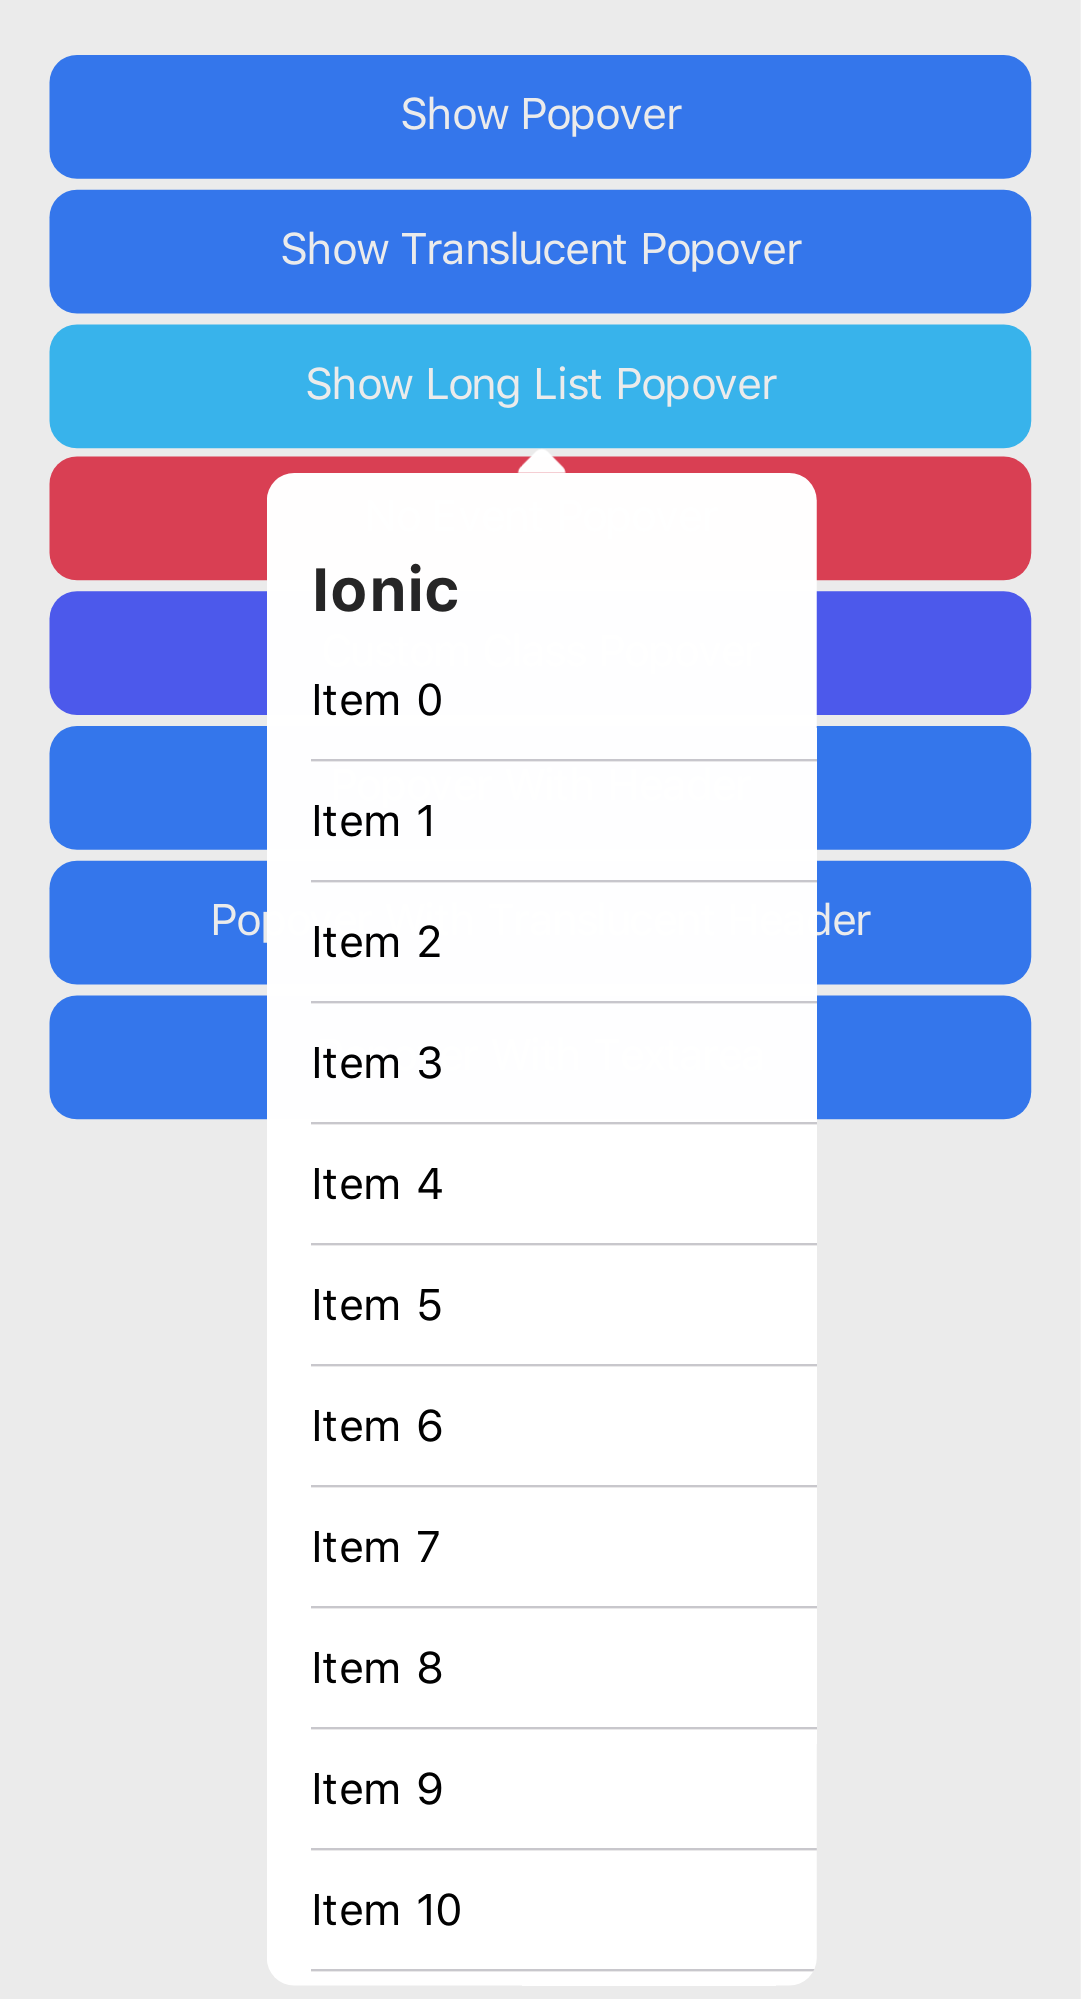 Show Popover
Show Translucent Popover
Show Long List Popover
Ionic
Item 0
Item 1
Item 2
Item 3
Item 4
Item 5
Item 6
Item 7
Item 8
Item 9
Item 10